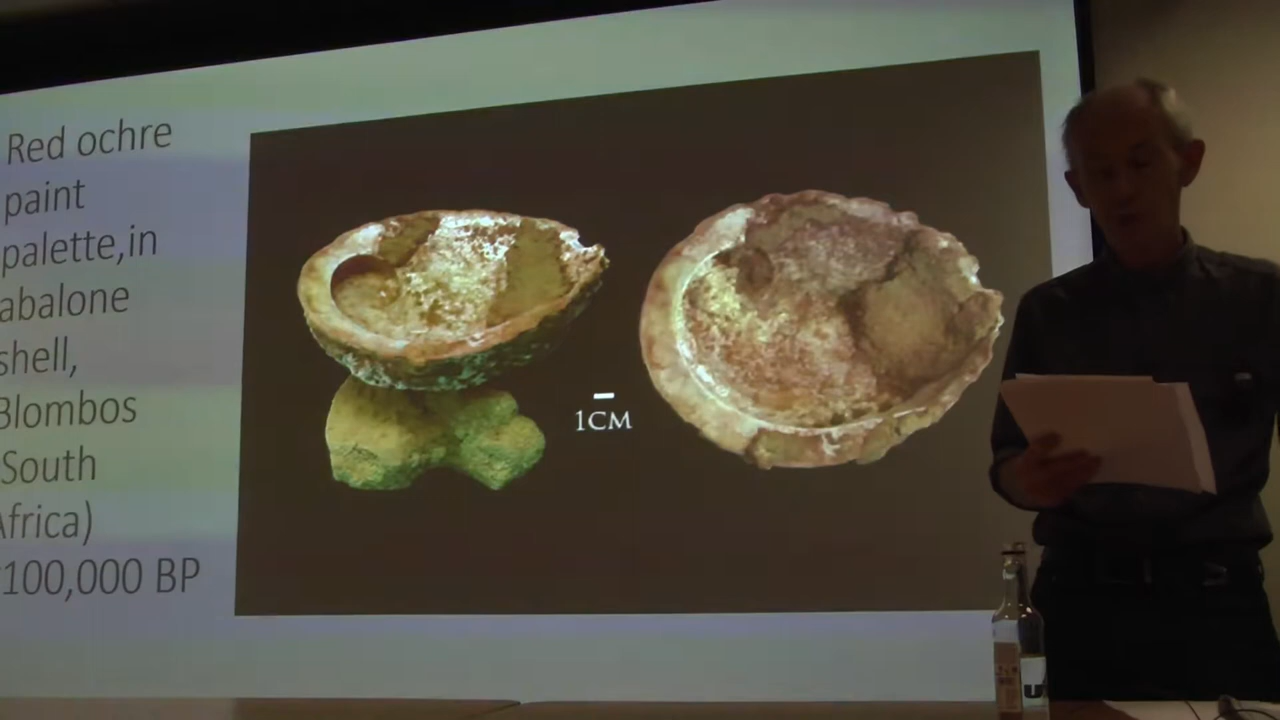 Red ochre
paint
palette,in
abalone
shell,
Blombos
South
Africa)
100,000 BP
1CM
U